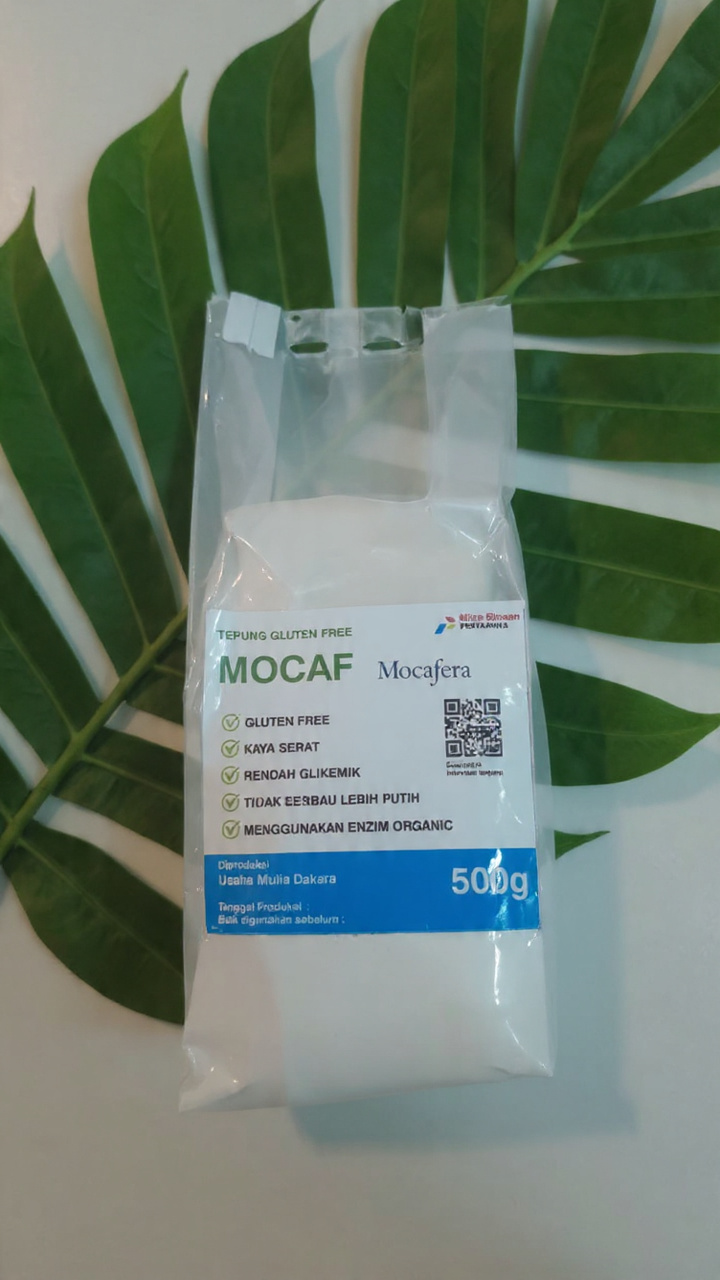 TEPUNG GLUTEN FREE
MOCAF Mocafera
GLUTEN FREE
KAYA SERAT
RENDAH GLIKEMIK
TIDAK BERBAU LEBIH PUTIH
MENGGUNAKAN ENZIM ORGANIC
Diproduksi
Usaha Mulia Dakara
500g
Tanggal Produksi :
Baik digunakan sebelum :